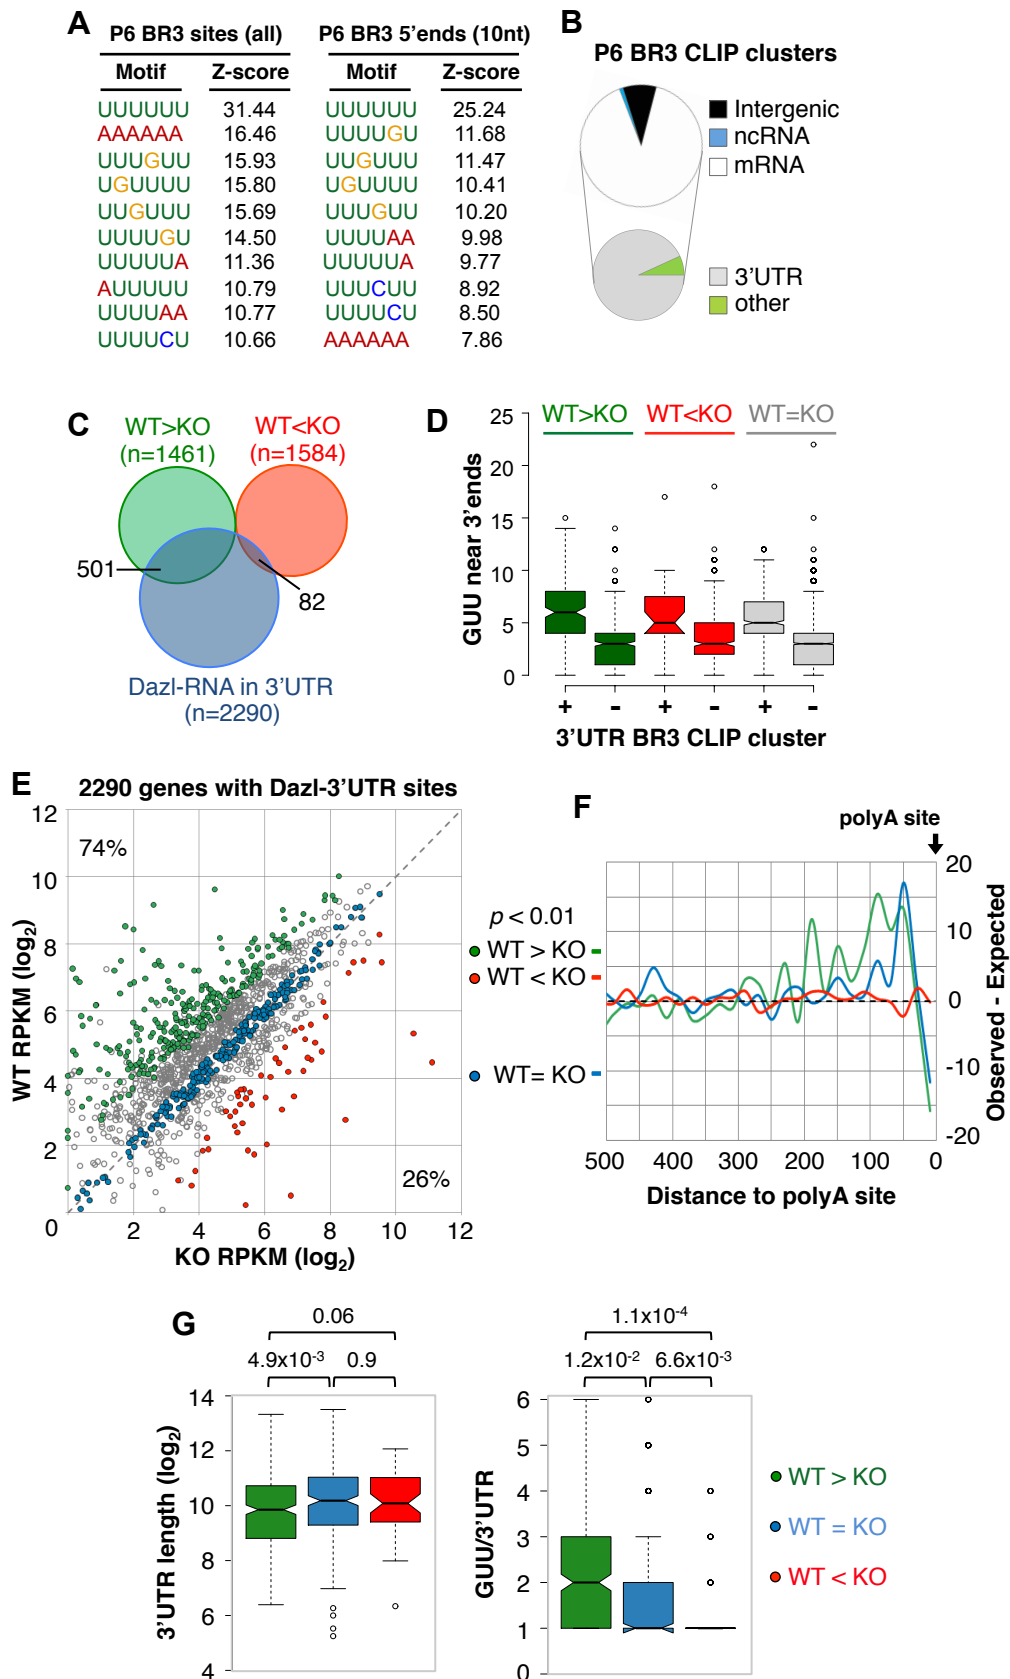 A
P6 BR3 sites (all)
P6 BR3 5'ends (10nt)
Motif Z-score Motif Z-score
UUUUUU 31.44 UUUUUU 25.24
AAAAAA 16.46 UUUUGU 11.68
UUUGUU 15.93 UUGUUU 11.47
UGUUUU 15.80 UGUUUU 10.41
UUGUUU 15.69 UUUGUU 10.20
UUUUGU 14.50 UUUUAA 9.98
UUUUUA 11.36 UUUUUA 9.77
AUUUUU 10.79 UUUCUU 8.92
UUUUAA 10.77 UUUUCU 8.50
UUUUCU 10.66 AAAAAA 7.86
B
P6 BR3 CLIP clusters
Intergenic
ncRNA
mRNA
3'UTR
other
C
WT>KO
(n=1461)
WT<KO
(n=1584)
501
82
Dazl-RNA in 3'UTR
(n=2290)
D
WT>KO WT<KO WT=KO
GUU near 3'ends
25
20
15
10
5
0
+ - + - + -
3'UTR BR3 CLIP cluster
E
2290 genes with Dazl-3'UTR sites
WT RPKM (log2)
12
10
8
6
4
2
0
74%
26%
2 4 6 8 10 12
KO RPKM (log2)
p < 0.01
WT > KO
WT < KO
WT= KO
F
polyA site
20
10
0
-10
-20
Observed - Expected
500 400 300 200 100 0
Distance to polyA site
G
0.06
4.9x10-3 0.9
3'UTR length (log2)
14
12
10
8
6
4
1.1x10-4
1.2x10-2 6.6x10-3
GUU/3'UTR
6
5
4
3
2
1
0
WT > KO
WT = KO
WT < KO